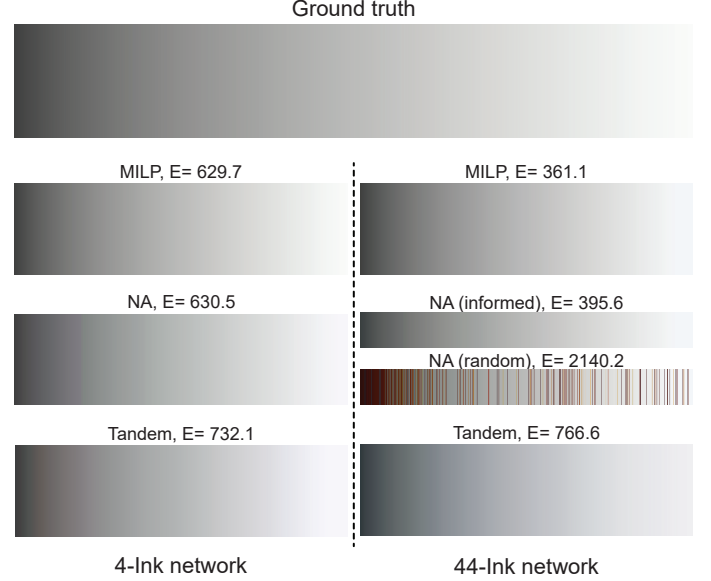 Ground truth
MILP, E= 629.7
MILP, E= 361.1
NA, E= 630.5
NA (informed), E= 395.6
NA (random), E= 2140.2
Tandem, E= 732.1
Tandem, E= 766.6
4-Ink network
44-Ink network